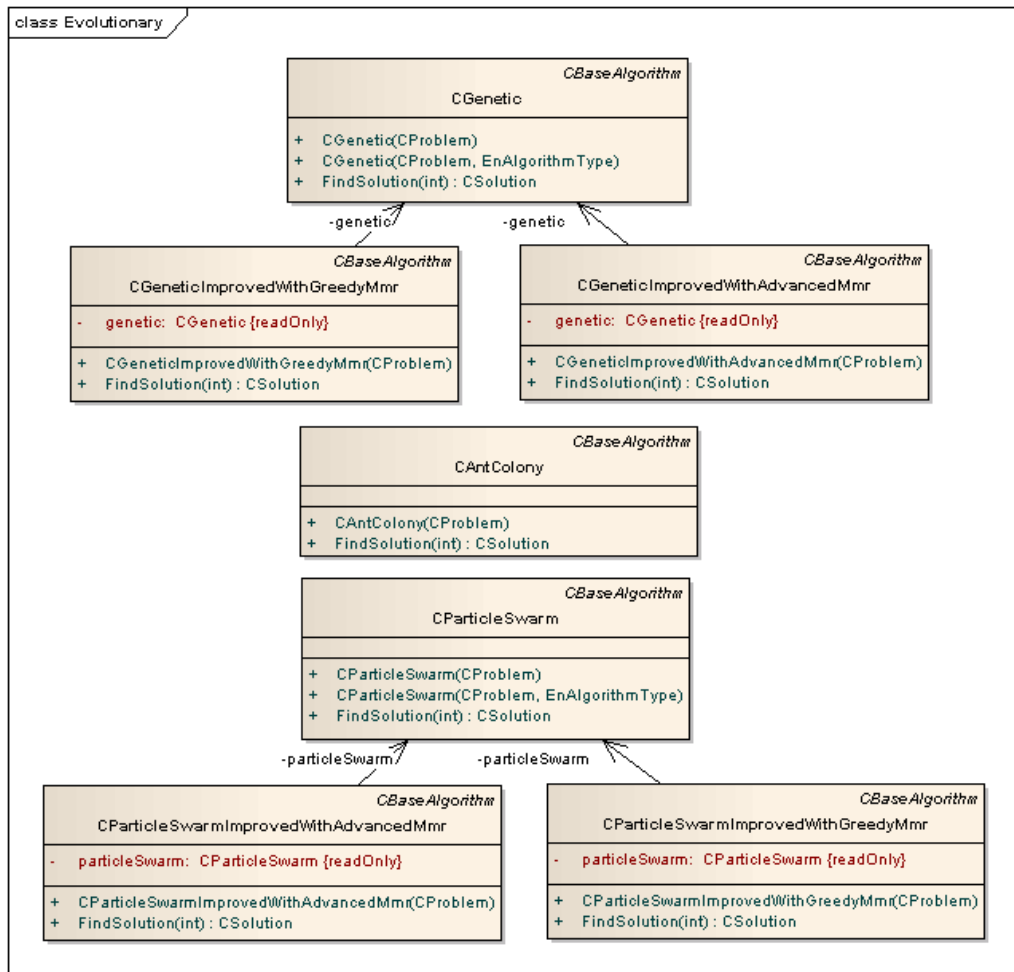 class Evolutionary
CBaseAlgorithm
CGenetic
+ CGenetic(CProblem)
+ CGenetic(CProblem, EnAlgorithmType)
+ FindSolution(int) : CSolution
-genetic
-genetic
CBaseAlgorithm
CGeneticImprovedWithGreedyMmr
- genetic: CGenetic {readOnly}
+ CGeneticImprovedWithGreedyMmr(CProblem)
+ FindSolution(int) : CSolution
CBaseAlgorithm
CGeneticImprovedWithAdvancedMmr
- genetic: CGenetic {readOnly}
+ CGeneticImprovedWithAdvancedMmr(CProblem)
+ FindSolution(int) : CSolution
CBaseAlgorithm
CAntColony
+ CAntColony(CProblem)
+ FindSolution(int) : CSolution
CBaseAlgorithm
CParticleSwarm
+ CParticleSwarm(CProblem)
+ CParticleSwarm(CProblem, EnAlgorithmType)
+ FindSolution(int) : CSolution
-particleSwarm
-particleSwarm
CBaseAlgorithm
CParticleSwarmImprovedWithAdvancedMmr
- particleSwarm: CParticleSwarm {readOnly}
+ CParticleSwarmImprovedWithAdvancedMmr(CProblem)
+ FindSolution(int) : CSolution
CBaseAlgorithm
CParticleSwarmImprovedWithGreedyMmr
- particleSwarm: CParticleSwarm {readOnly}
+ CParticleSwarmImprovedWithGreedyMmr(CProblem)
+ FindSolution(int) : CSolution